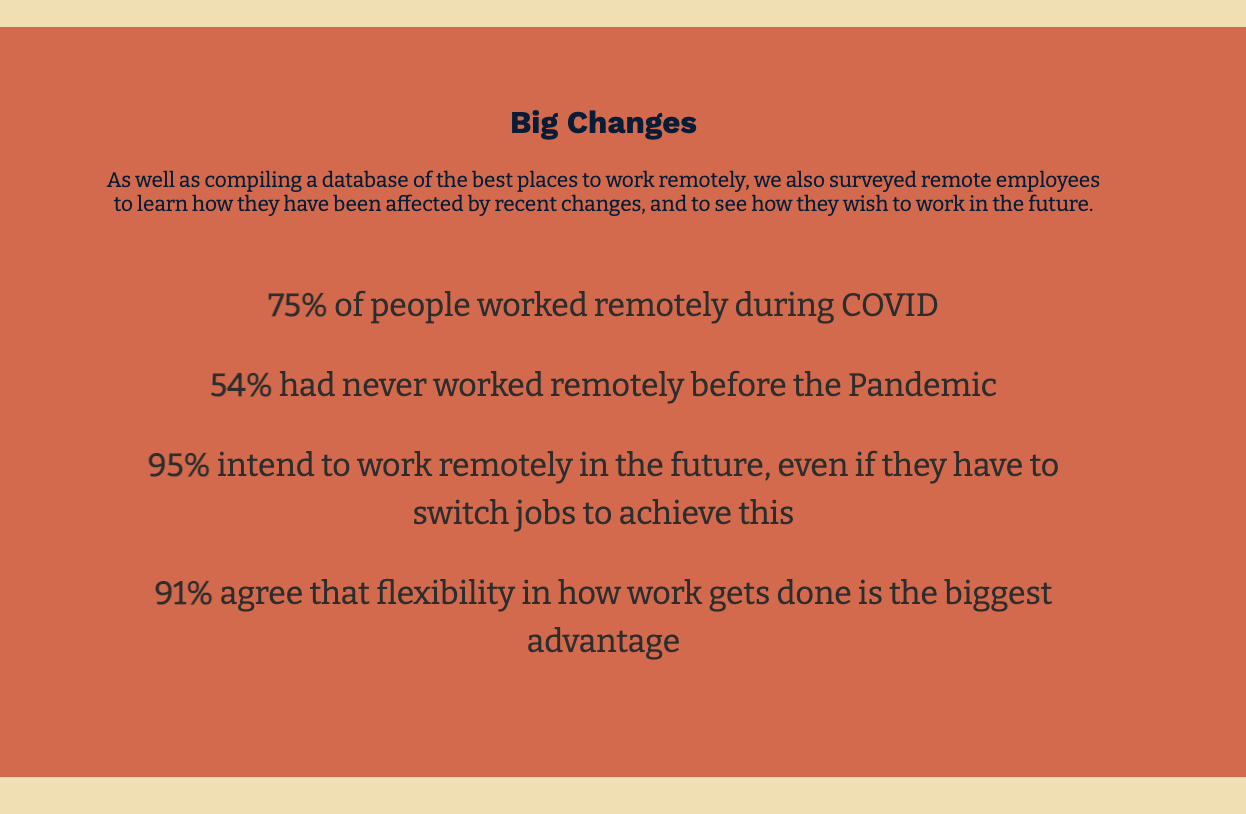 Big Changes
As well as compiling a database of the best places to work remotely, we also surveyed remote employees
to learn how they have been affected by recent changes, and to see how they wish to work in the future.
75% of people worked remotely during COVID
54% had never worked remotely before the Pandemic
95% intend to work remotely in the future, even if they have to
switch jobs to achieve this
91% agree that flexibility in how work gets done is the biggest
advantage